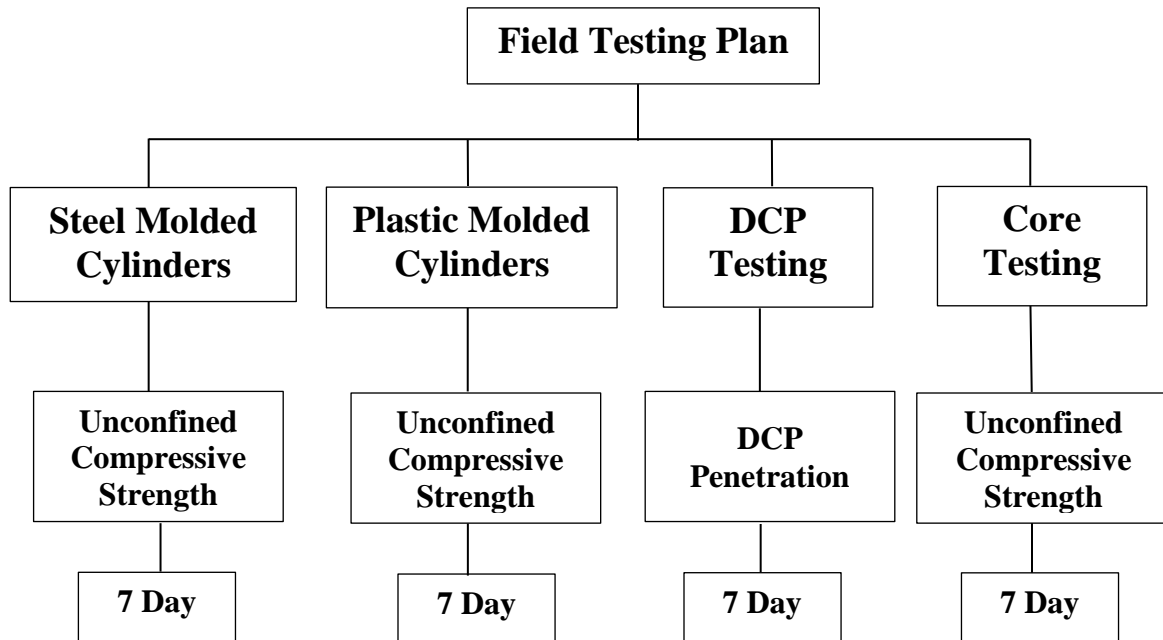 Field Testing Plan
Steel Molded
Cylinders
Plastic Molded
Cylinders
DCP
Testing
Core
Testing
Unconfined
Compressive
Strength
Unconfined
Compressive
Strength
DCP
Penetration
Unconfined
Compressive
Strength
7 Day
7 Day
7 Day
7 Day